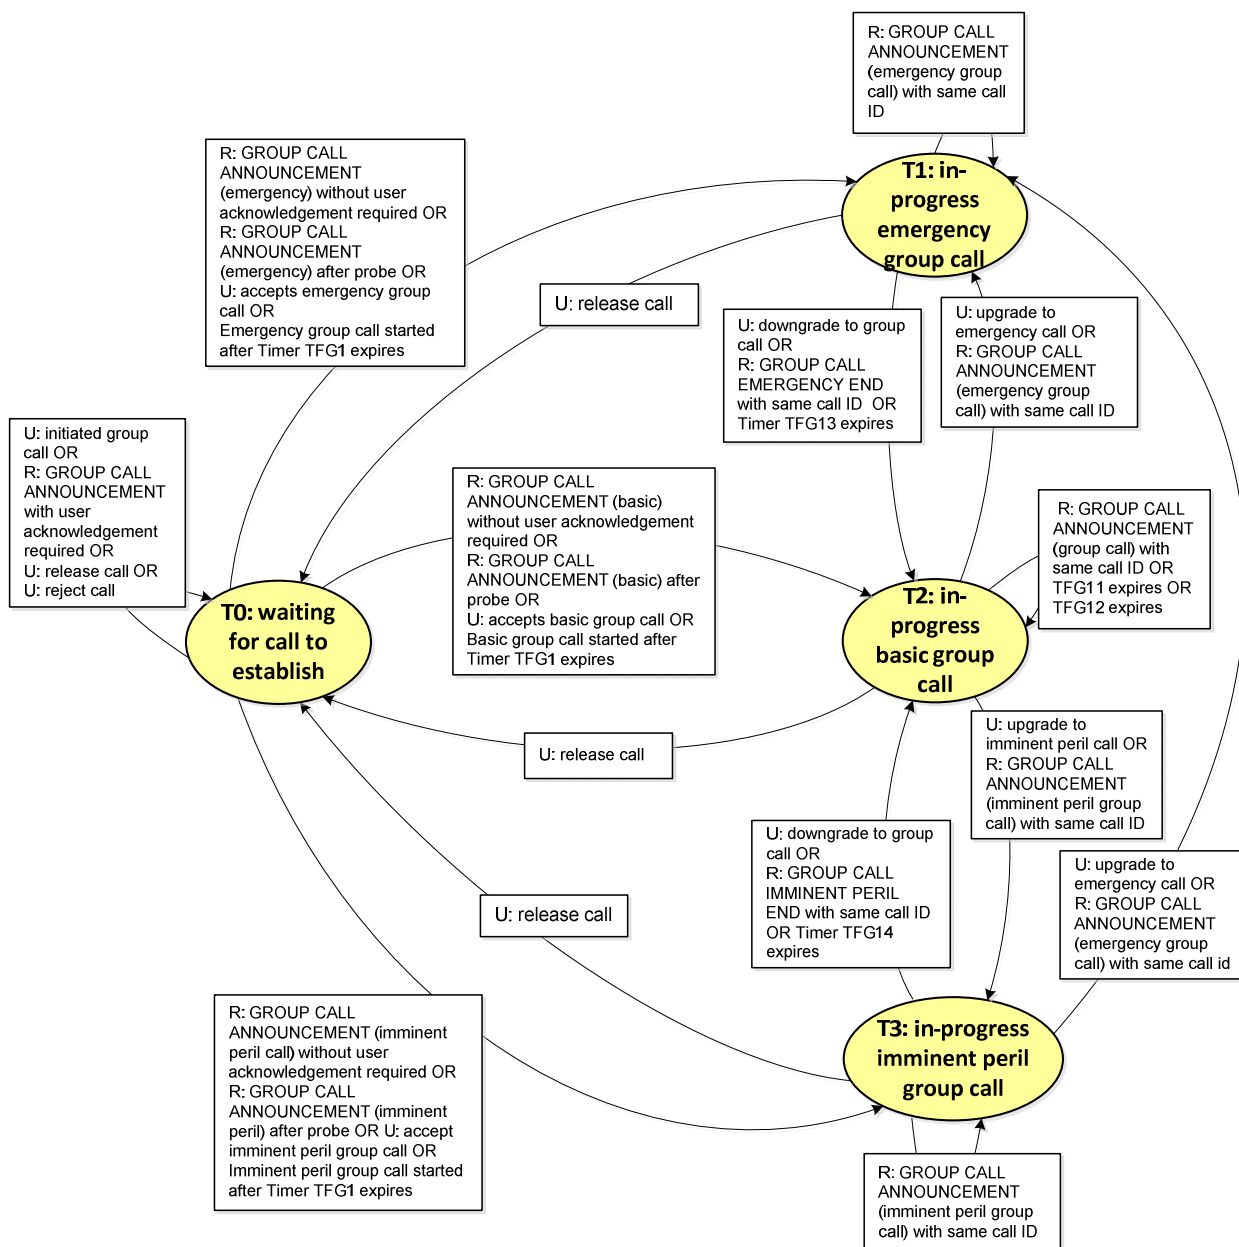 R: GROUP CALL
ANNOUNCEMENT
(emergency group
call) with same call
ID
R: GROUP CALL
ANNOUNCEMENT
(emergency) without user
acknowledgement required OR
R: GROUP CALL
ANNOUNCEMENT
(emergency) after probe OR
U: accepts emergency group
call OR
Emergency group call started
after Timer TFG1 expires
T1: in-
progress
emergency
group call
U: release call
U: downgrade to group
call OR
R: GROUP CALL
EMERGENCY END
with same call ID OR
Timer TFG13 expires
U: upgrade to
emergency call OR
R: GROUP CALL
ANNOUNCEMENT
(emergency group
call) with same call ID
U: initiated group
call OR
R: GROUP CALL
ANNOUNCEMENT
with user
acknowledgement
required OR
U: release call OR
U: reject call
R: GROUP CALL
ANNOUNCEMENT (basic)
without user acknowledgement
required OR
R: GROUP CALL
ANNOUNCEMENT (basic) after
probe OR
U: accepts basic group call OR
Basic group call started after
Timer TFG1 expires
R: GROUP CALL
ANNOUNCEMENT
(group call) with
same call ID OR
TFG11 expires OR
TFG12 expires
T0: waiting
for call to
establish
T2: in-
progress
basic group
call
U: release call
U: upgrade to
imminent peril call OR
R: GROUP CALL
ANNOUNCEMENT
(imminent peril group
call) with same call ID
U: downgrade to group
call OR
R: GROUP CALL
IMMINENT PERIL
END with same call ID
OR Timer TFG14
expires
U: upgrade to
emergency call OR
R: GROUP CALL
ANNOUNCEMENT
(emergency group
call) with same call id
U: release call
R: GROUP CALL
ANNOUNCEMENT (imminent
peril call) without user
acknowledgement required OR
R: GROUP CALL
ANNOUNCEMENT (imminent
peril) after probe OR U: accept
imminent peril group call OR
Imminent peril group call started
after Timer TFG1 expires
T3: in-progress
imminent peril
group call
R: GROUP CALL
ANNOUNCEMENT
(imminent peril group
call) with same call ID